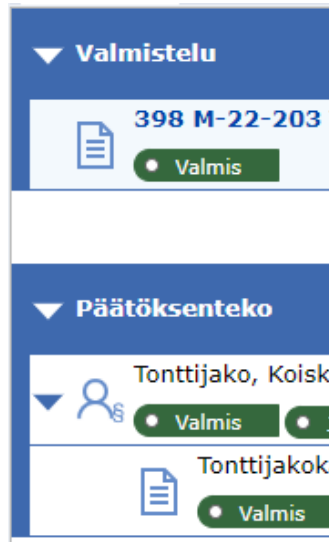 Valmistelu
398 M-22-203
Valmis
Päätöksenteko
Tonttijako, Koisk
§
Valmis
Tonttijakok
Valmis